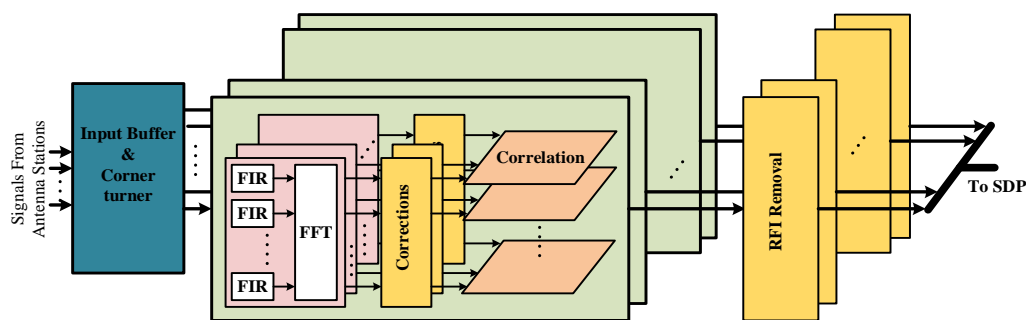 Signals From
Antenna Stations
Input Buffer
&
Corner
turner
FIR
FIR
FIR
FFT
Corrections
Correlation
RFI Removal
To SDP